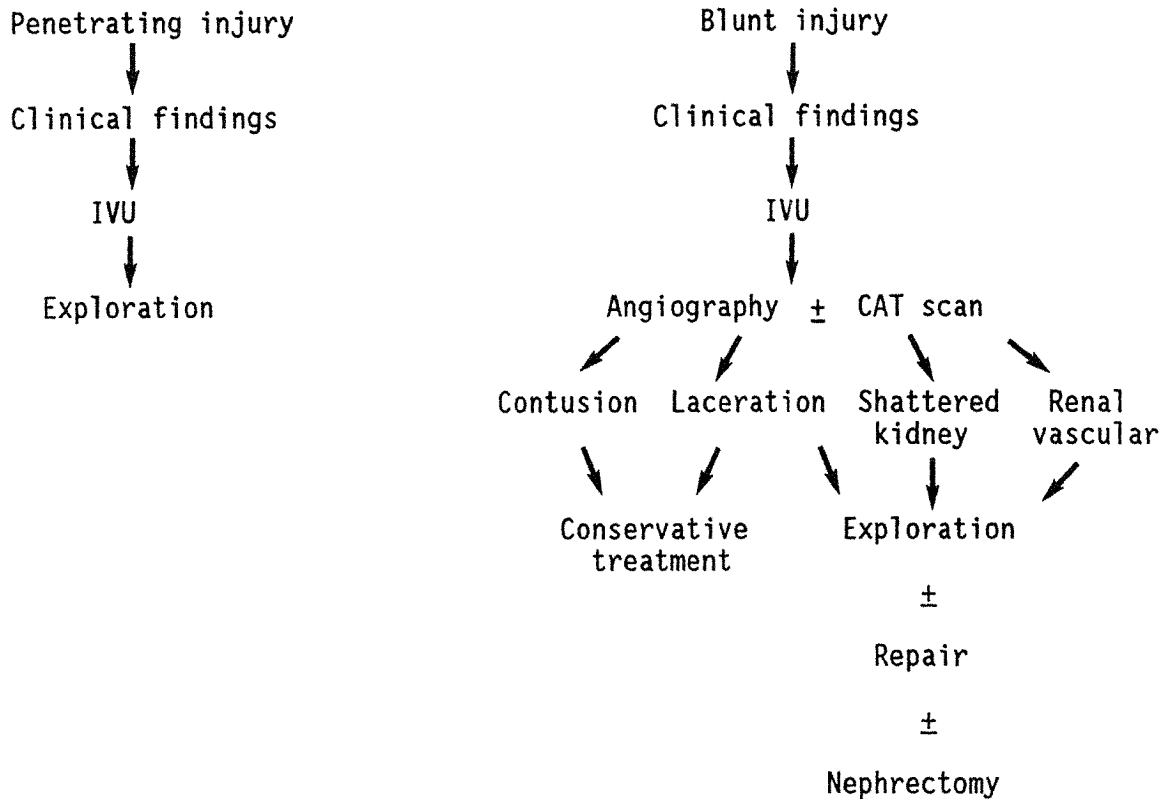 Penetrating injury
Clinical findings
IVU
Exploration
Blunt injury
Clinical findings
IVU
Angiography ± CAT scan
Contusion Laceration Shattered Renal
kidney vascular
Conservative Exploration
treatment
±
Repair
±
Nephrectomy